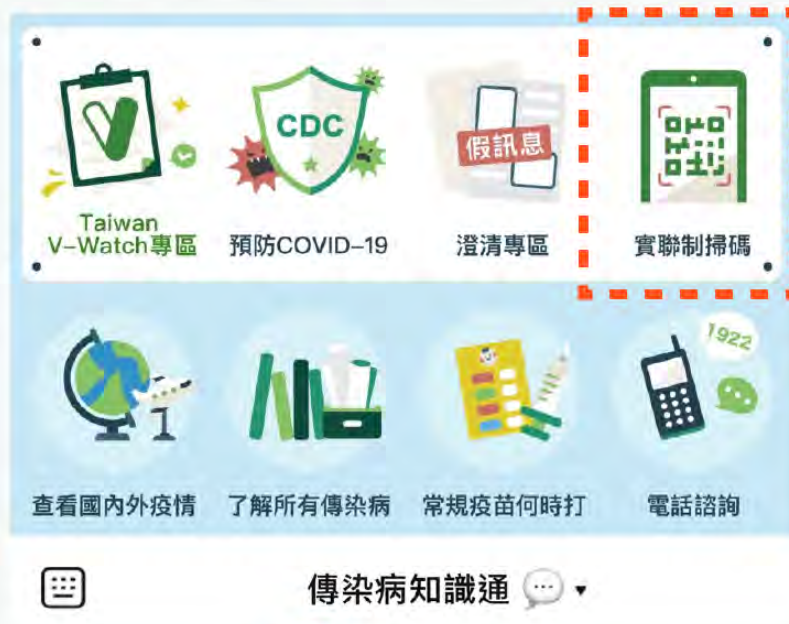 CDC
假訊息
Taiwan
V-Watch專區
預防COVID-19
澄清專區
實聯制掃碼
1922
查看國內外疫情
了解所有傳染病
常規疫苗何時打
電話諮詢
傳染病知識通